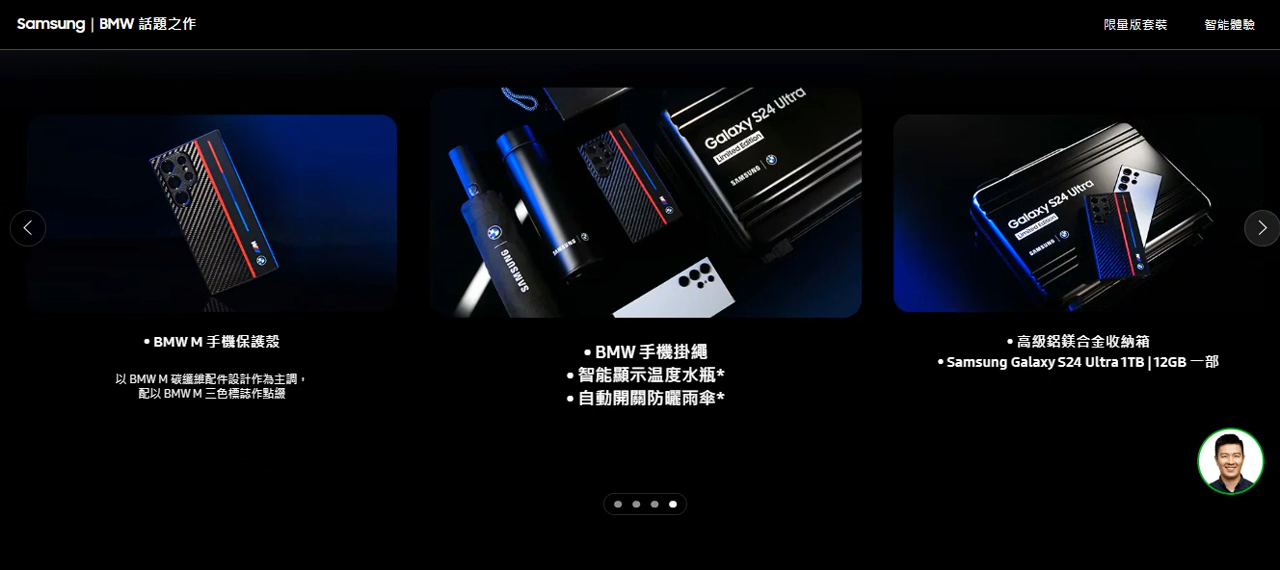 Samsung | BMW 話題之作
限量版套裝
智能體驗
SAMSUNG
SAMSUNG
Galaxy S24 Ultra
Limited Edition
SAMSUNG
Galaxy S24 Ultra
Limited Edition
SAMSUNG
• BMW M 手機保護殼
以 BMW M 碳纖維配件設計作為主調，
配以 BMW M 三色標誌作點綴
• BMW 手機掛繩
• 智能顯示温度水瓶*
• 自動開關防曬雨傘*
• 高級鋁鎂合金收納箱
• Samsung Galaxy S24 Ultra 1TB | 12GB 一部